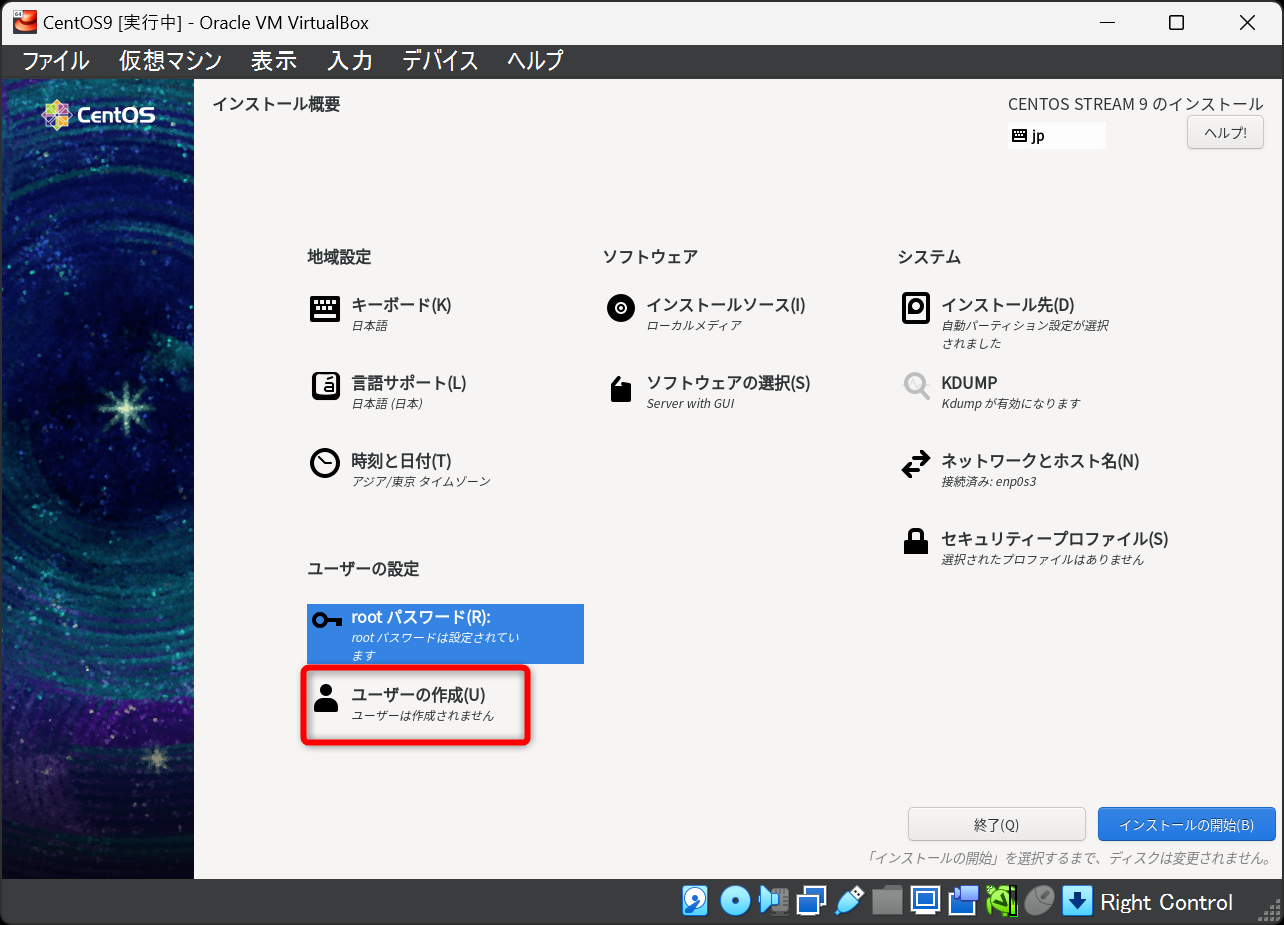 CentOS9 [実行中] - Oracle VM VirtualBox
ファイル 仮想マシン 表示 入力 デバイス ヘルプ
CentOS
インストール概要
CENTOS STREAM 9 のインストール
jp
ヘルプ!
地域設定
キーボード(K)
日本語
言語サポート(L)
日本語 (日本)
時刻と日付(T)
アジア/東京 タイムゾーン
ソフトウェア
インストールソース(I)
ローカルメディア
ソフトウェアの選択(S)
Server with GUI
システム
インストール先(D)
自動パーティション設定が選択
されました
KDUMP
Kdump が有効になります
ネットワークとホスト名(N)
接続済み: enp0s3
セキュリティープロファイル(S)
選択されたプロファイルはありません
ユーザーの設定
root パスワード(R):
root パスワードは設定されてい
ます
ユーザーの作成(U)
ユーザーは作成されません
終了(Q)
インストールの開始(B)
「インストールの開始」を選択するまで、ディスクは変更されません。
Right Control